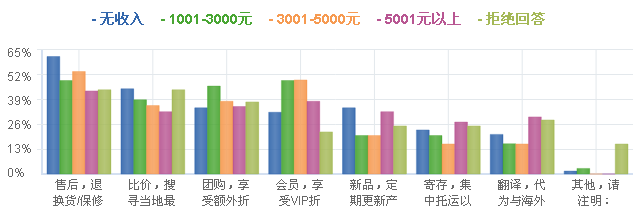 - 无收入 - 1001-3000元 - 3001-5000元 - 5001元以上 - 拒绝回答
65%
52%
39%
26%
13%
0%
售后，退 比价，搜 团购，享 会员，享 新品，定 寄存，集 翻译，代 其他，请
换货/保修 寻当地最 受额外折 受VIP折 期更新产 中托运以 为与海外 注明：